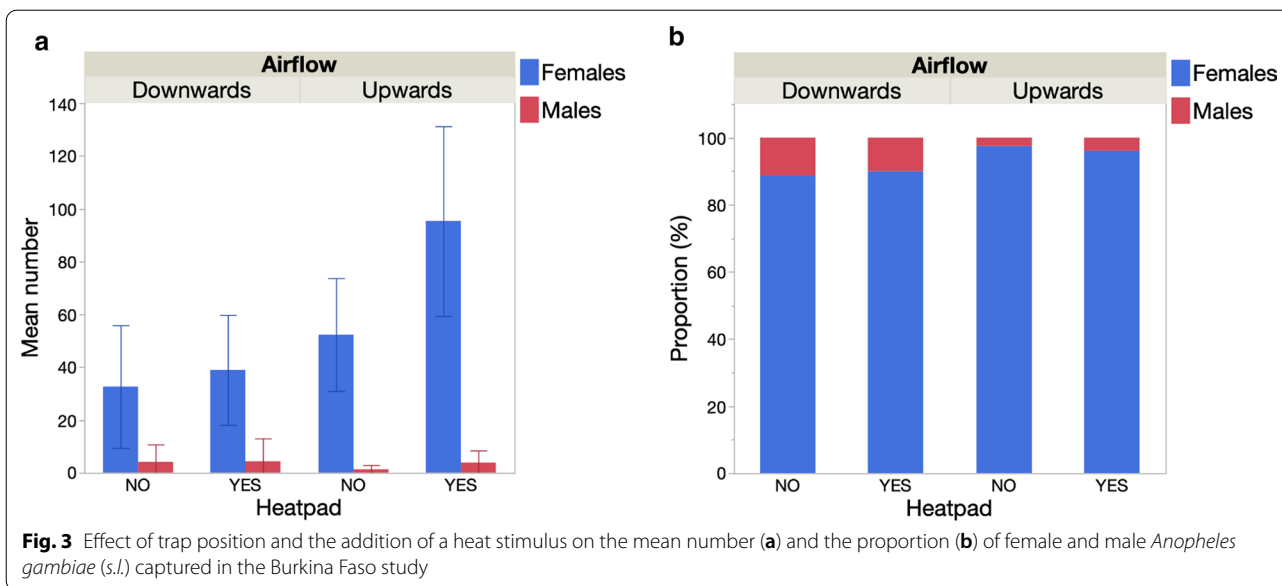 a
Airflow
Downwards Upwards
Females
Males
Mean number
140
120
100
80
60
40
20
0
NO YES NO YES
Heatpad
b
Airflow
Downwards Upwards
Females
Males
Proportion (%)
100
80
60
40
20
0
NO YES NO YES
Heatpad
Fig. 3 Effect of trap position and the addition of a heat stimulus on the mean number (a) and the proportion (b) of female and male Anopheles
gambiae (s.l.) captured in the Burkina Faso study